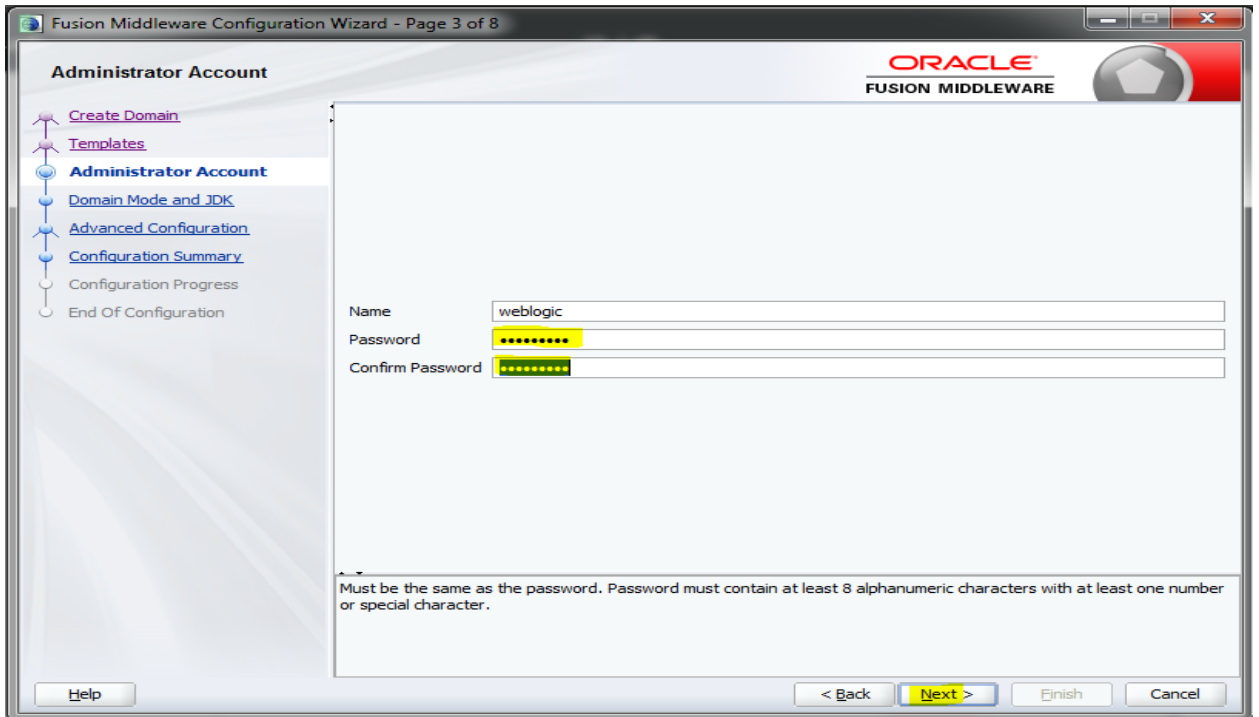 Fusion Middleware Configuration Wizard - Page 3 of 8
Administrator Account
ORACLE
FUSION MIDDLEWARE
Create Domain
Templates
Administrator Account
Domain Mode and JDK
Advanced Configuration
Configuration Summary
Configuration Progress
End Of Configuration
Name weblogic
Password •••••••••
Confirm Password •••••••••
Must be the same as the password. Password must contain at least 8 alphanumeric characters with at least one number
or special character.
Help < Back Next > Finish Cancel